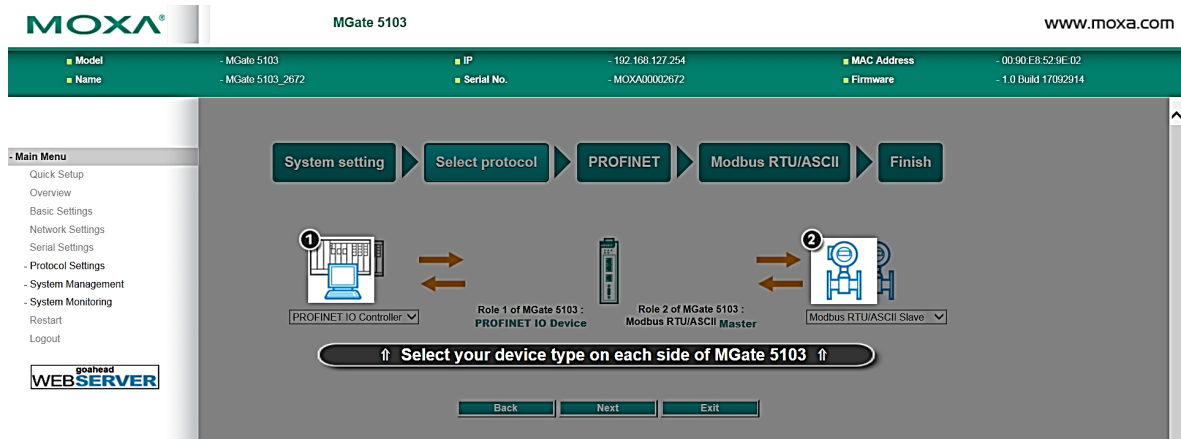 MOXA®
MGate 5103
www.moxa.com
Model - MGate 5103 IP - 192.168.127.254 MAC Address - 00:90:E8:52:9E:02
Name - MGate 5103_2672 Serial No. - MOXA00002672 Firmware - 1.0 Build 17092914
- Main Menu
Quick Setup
Overview
Basic Settings
Network Settings
Serial Settings
- Protocol Settings
- System Management
- System Monitoring
Restart
Logout
goahead
WEBSERVER
System setting Select protocol PROFINET Modbus RTU/ASCII Finish
1 2
PROFINET IO Controller
Role 1 of MGate 5103 :
PROFINET IO Device
Role 2 of MGate 5103 :
Modbus RTU/ASCII Master
Modbus RTU/ASCII Slave
⇑ Select your device type on each side of MGate 5103 ⇑
Back Next Exit